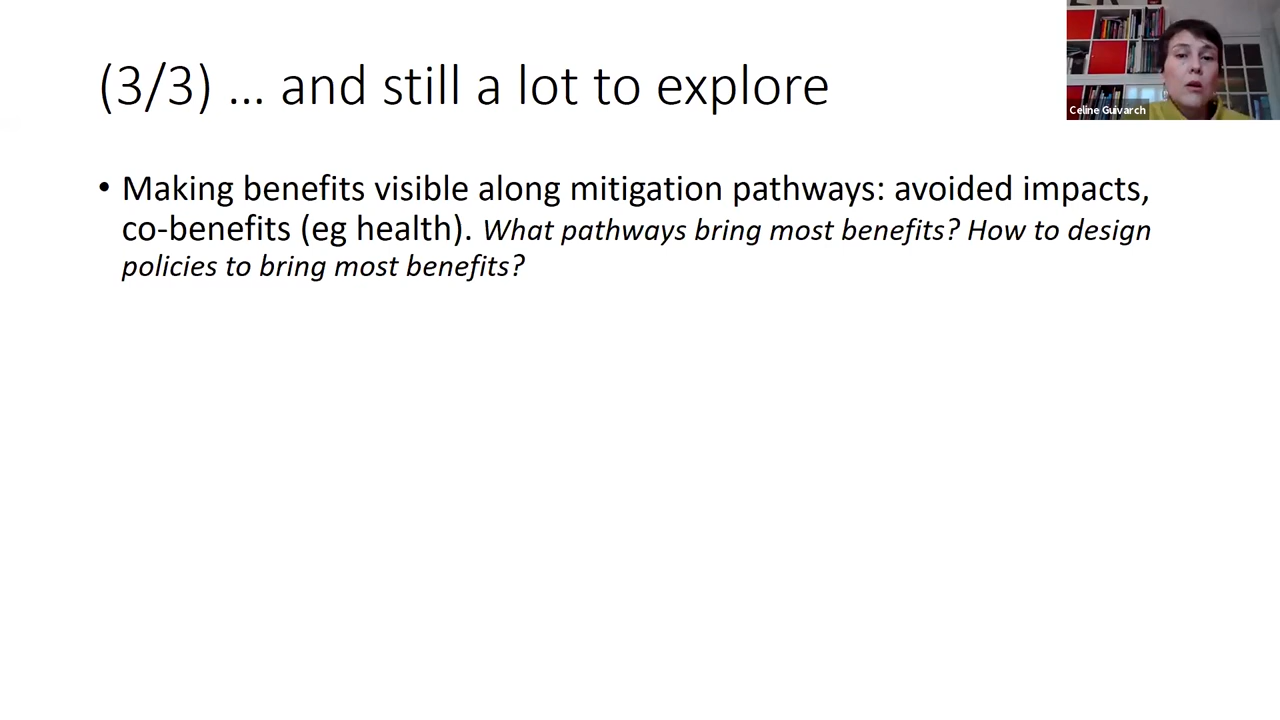 (3/3) … and still a lot to explore
Celine Guivarch
• Making benefits visible along mitigation pathways: avoided impacts,
co-benefits (eg health). What pathways bring most benefits? How to design
policies to bring most benefits?